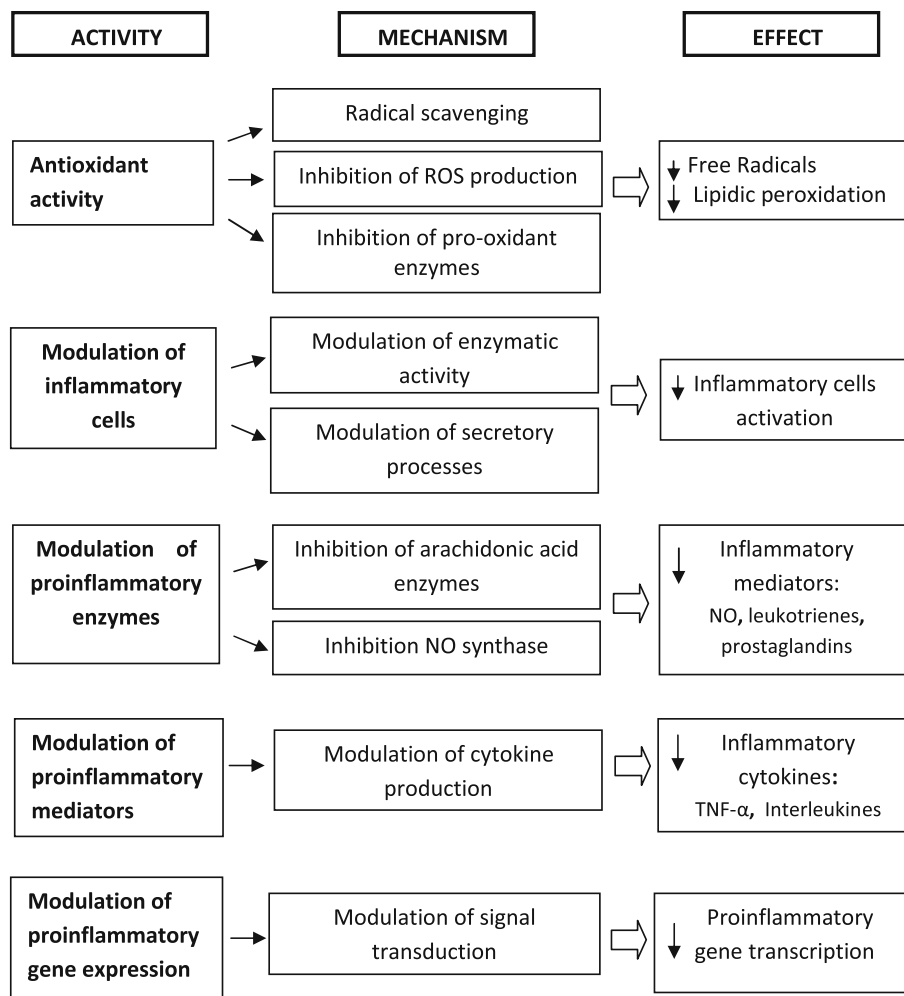 ACTIVITY
MECHANISM
EFFECT
Antioxidant
activity
Radical scavenging
Inhibition of ROS production
Inhibition of pro-oxidant
enzymes
↓ Free Radicals
↓ Lipidic peroxidation
Modulation of
inflammatory
cells
Modulation of enzymatic
activity
Modulation of secretory
processes
↓ Inflammatory cells
activation
Modulation of
proinflammatory
enzymes
Inhibition of arachidonic acid
enzymes
Inhibition NO synthase
↓ Inflammatory
mediators:
NO, leukotrienes,
prostaglandins
Modulation of
proinflammatory
mediators
Modulation of cytokine
production
↓ Inflammatory
cytokines:
TNF-α, Interleukines
Modulation of
proinflammatory
gene expression
Modulation of signal
transduction
↓ Proinflammatory
gene transcription